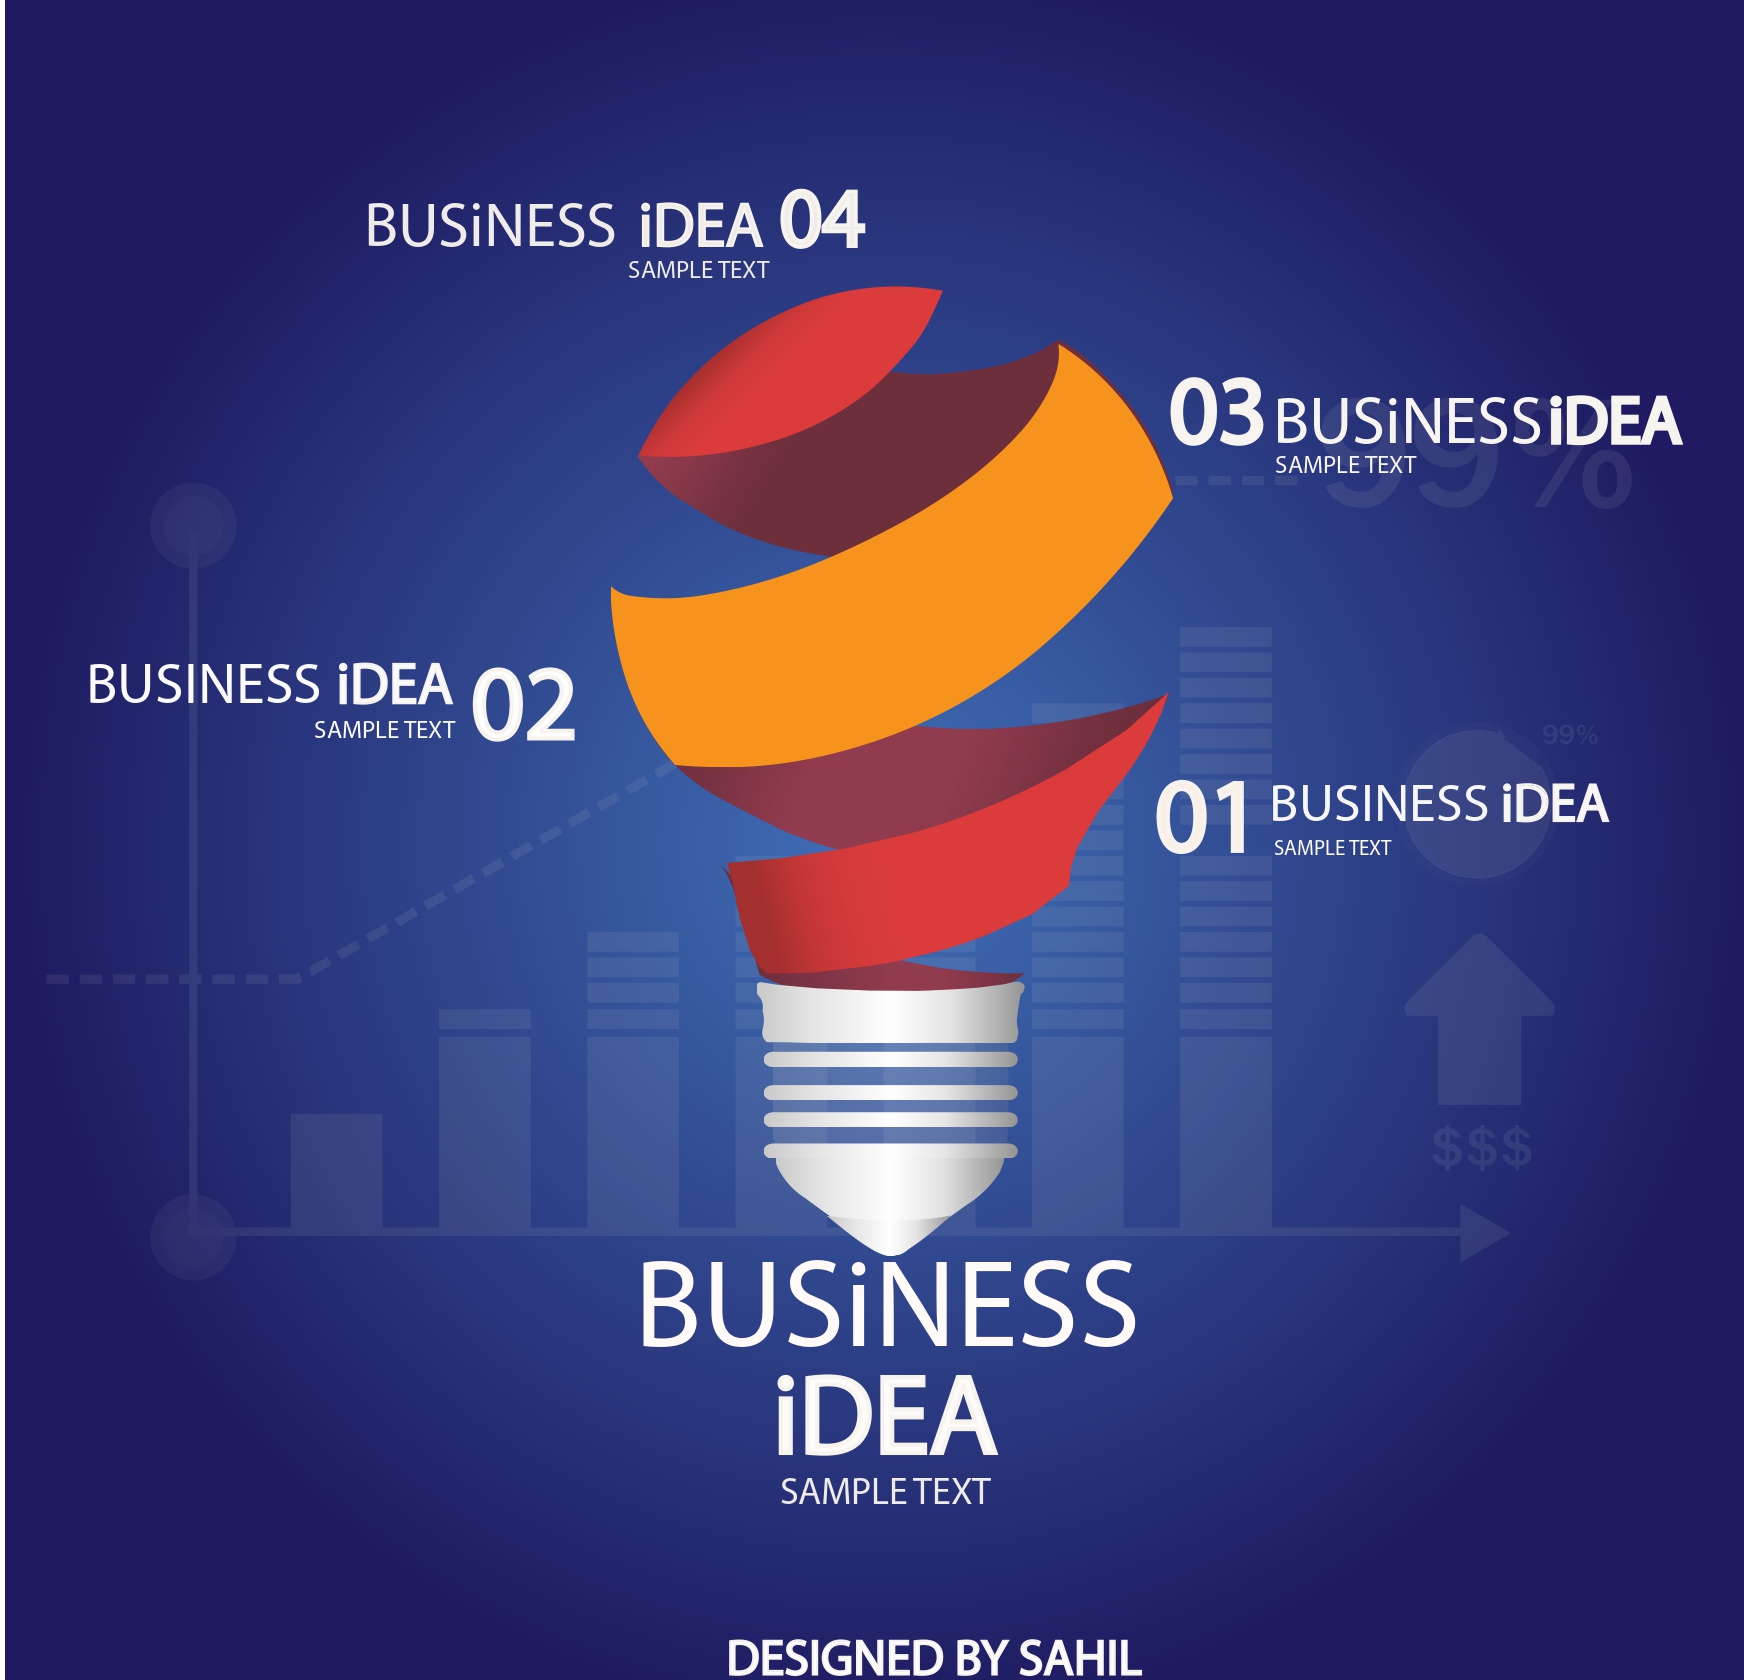 BUSiNESS iDEA 04
SAMPLE TEXT
03 BUSiNESS iDEA
SAMPLE TEXT
99%
BUSINESS iDEA 02
SAMPLE TEXT
99%
01 BUSINESS iDEA
SAMPLE TEXT
$$$
BUSiNESS
iDEA
SAMPLE TEXT
DESIGNED BY SAHIL